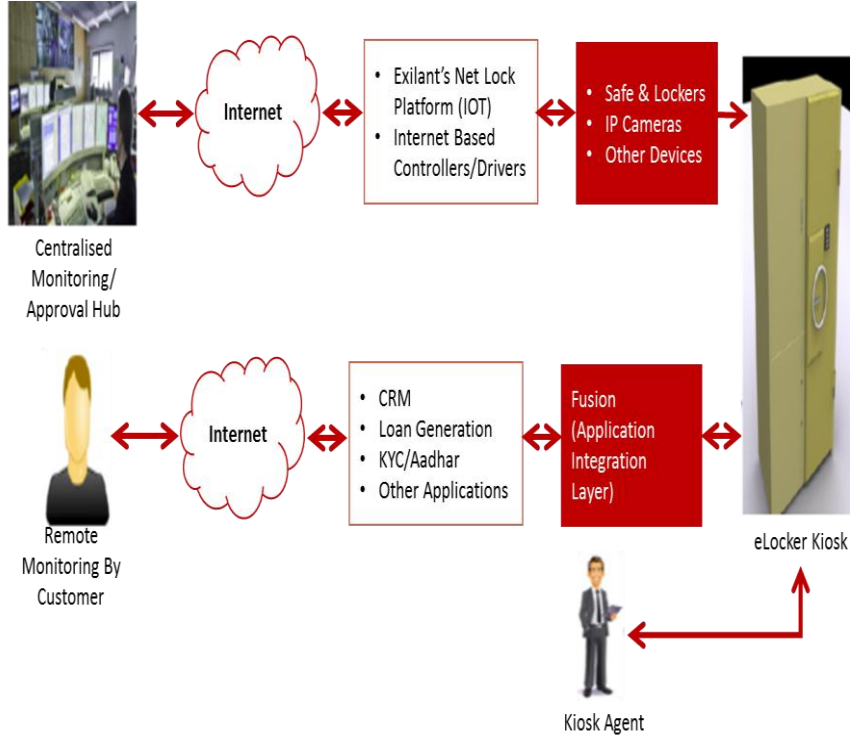 Internet
• Exilant's Net Lock
Platform (IOT)
• Internet Based
Controllers/Drivers
• Safe & Lockers
• IP Cameras
• Other Devices
Centralised
Monitoring/
Approval Hub
Internet
• CRM
• Loan Generation
• KYC/Aadhar
• Other Applications
Fusion
(Application
Integration
Layer)
Remote
Monitoring By
Customer
eLocker Kiosk
Kiosk Agent